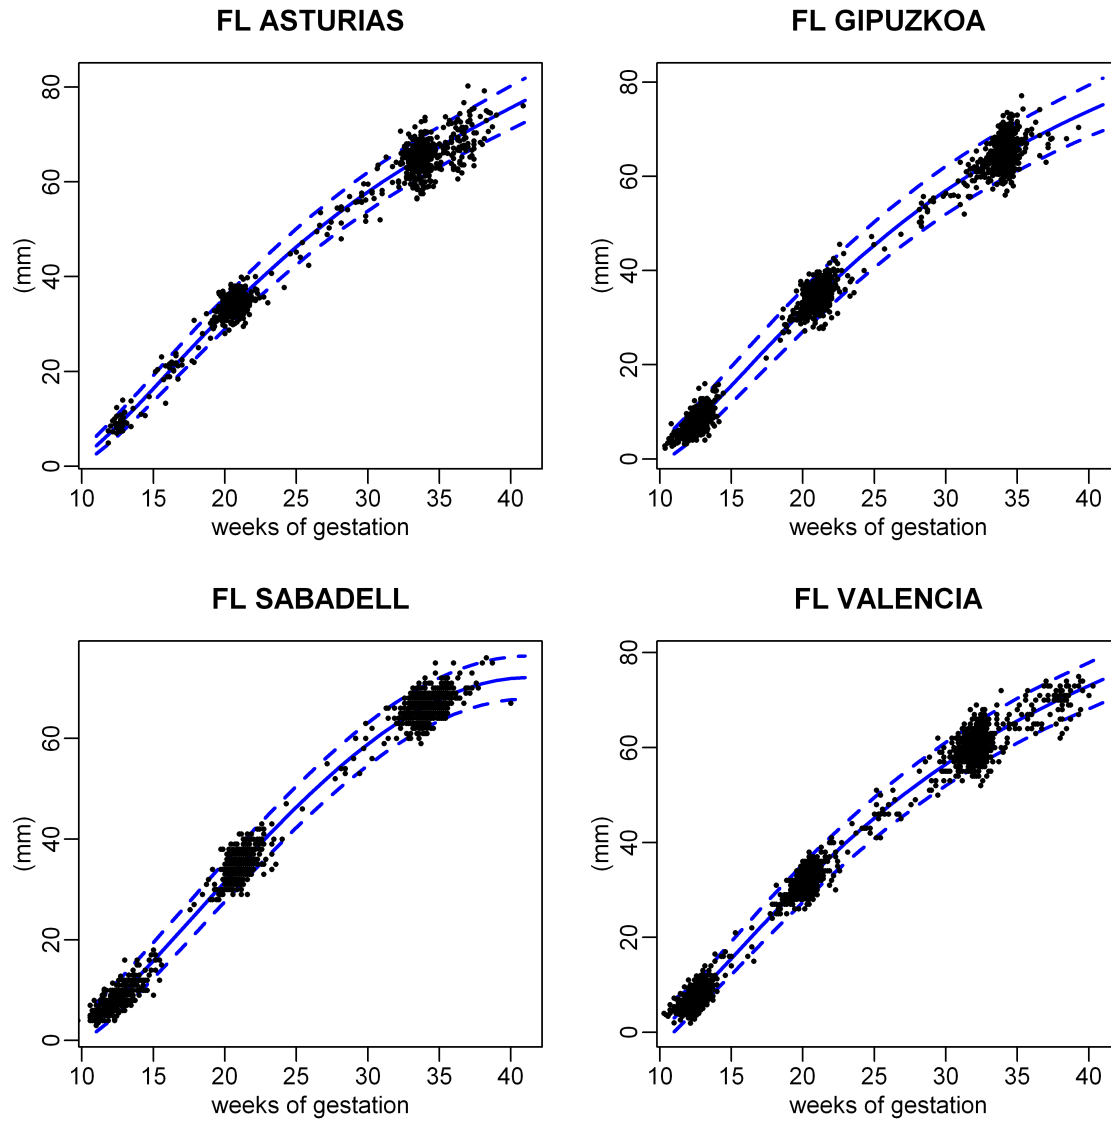 FL ASTURIAS
(mm)
0 20 40 60 80
10 15 20 25 30 35 40
weeks of gestation
FL GIPUZKOA
(mm)
0 20 40 60 80
10 15 20 25 30 35 40
weeks of gestation
FL SABADELL
(mm)
0 20 40 60
10 15 20 25 30 35 40
weeks of gestation
FL VALENCIA
(mm)
0 20 40 60 80
10 15 20 25 30 35 40
weeks of gestation